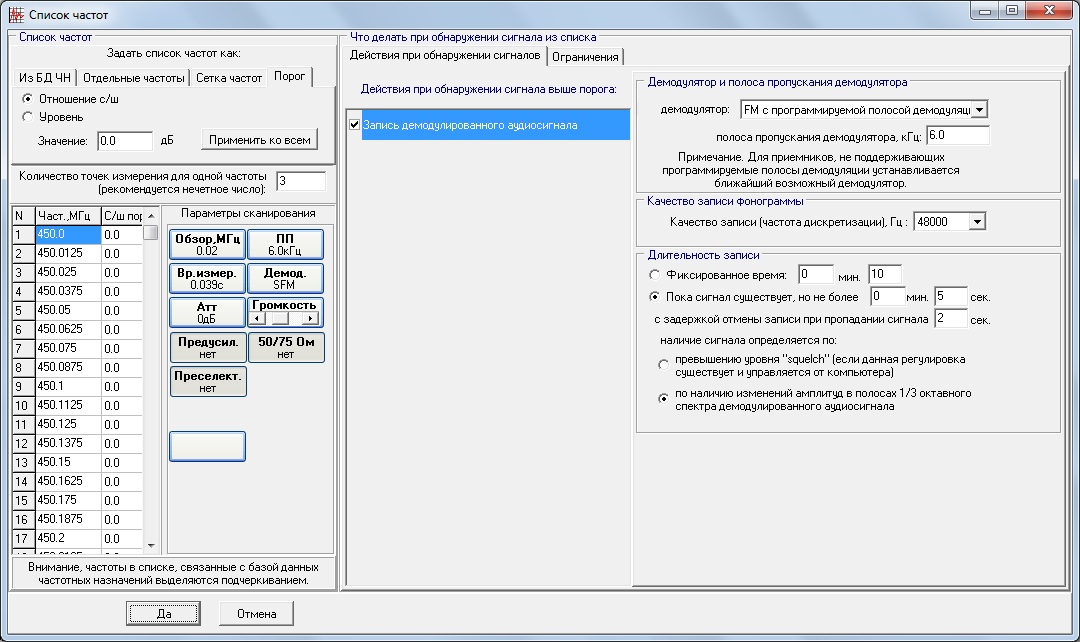 Список частот
Список частот
Задать список частот как:
Из БД ЧН
Отдельные частоты
Сетка частот
Порог
Отношение с/ш
Уровень
Значение:
0.0
дБ
Применить ко всем
Количество точек измерения для одной частоты
(рекомендуется нечетное число):
3
N Част.,МГц С/ш пор
1 450.0 0.0
2 450.0125 0.0
3 450.025 0.0
4 450.0375 0.0
5 450.05 0.0
6 450.0625 0.0
7 450.075 0.0
8 450.0875 0.0
9 450.1 0.0
10 450.1125 0.0
11 450.125 0.0
12 450.1375 0.0
13 450.15 0.0
14 450.1625 0.0
15 450.175 0.0
16 450.1875 0.0
17 450.2 0.0
Параметры сканирования
Обзор,МГц
0.02
ПП
6.0кГц
Вр.измер.
0.039с
Демод.
SFM
Атт
0дБ
Громкость
Предусил.
нет
50/75 Ом
нет
Преселект.
нет
Внимание, частоты в списке, связанные с базой данных
частотных назначений выделяются подчеркиванием.
Да
Отмена
Что делать при обнаружении сигнала из списка
Действия при обнаружении сигналов
Ограничения
Действия при обнаружении сигнала выше порога:
Запись демодулированного аудиосигнала
Демодулятор и полоса пропускания демодулятора
демодулятор:
FM с программируемой полосой демодуляц
полоса пропускания демодулятора, кГц:
6.0
Примечание. Для приемников, не поддерживающих
программируемые полосы демодуляции устанавливается
ближайший возможный демодулятор.
Качество записи фонограммы
Качество записи (частота дискретизации), Гц :
48000
Длительность записи
Фиксированное время: 0 мин. 10
Пока сигнал существует, но не более 0 мин. 5 сек.
с задержкой отмены записи при пропадании сигнала 2 сек.
наличие сигнала определяется по:
превышению уровня "squelch" (если данная регулировка
существует и управляется от компьютера)
по наличию изменений амплитуд в полосах 1/3 октавного
спектра демодулированного аудиосигнала